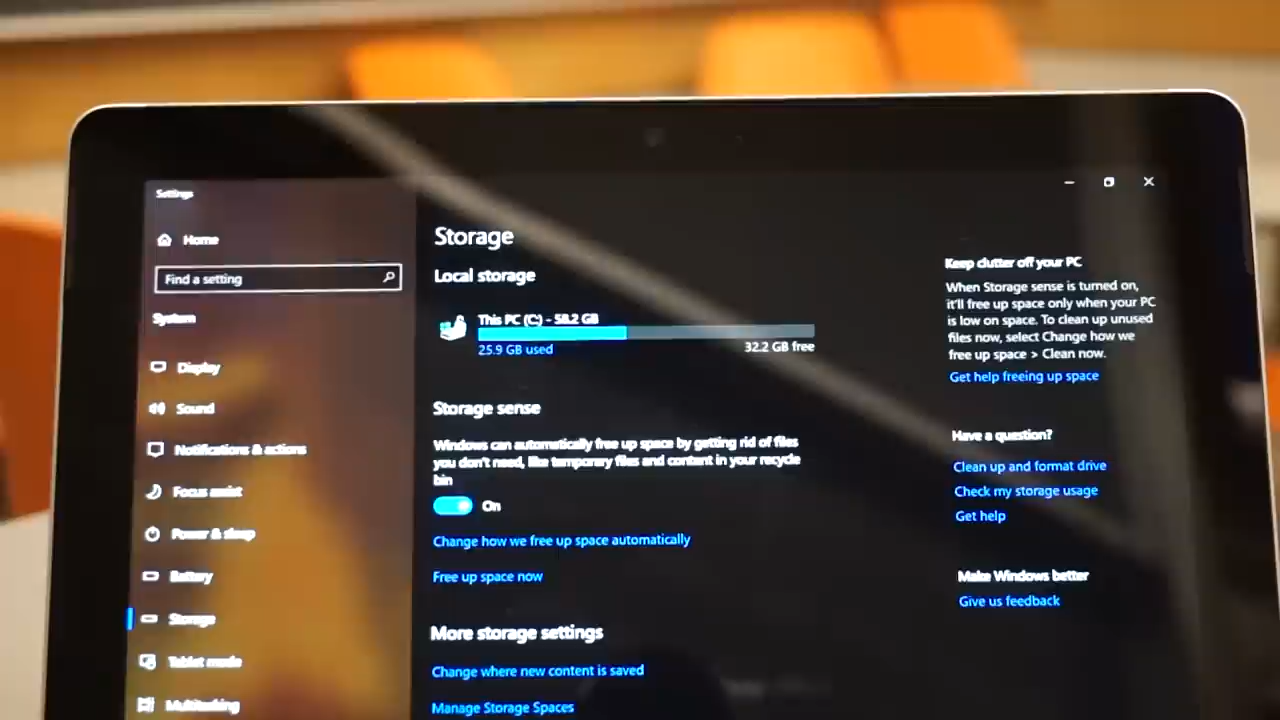 Settings
Home
Find a setting
System
Display
Sound
Notifications & actions
Focus assist
Power & sleep
Battery
Storage
Tablet mode
Multitasking
Storage
Local storage
This PC (C:) - 58.2 GB
25.9 GB used
32.2 GB free
Storage sense
Windows can automatically free up space by getting rid of files
you don't need, like temporary files and content in your recycle
bin
On
Change how we free up space automatically
Free up space now
More storage settings
Change where new content is saved
Manage Storage Spaces
Keep clutter off your PC
When Storage sense is turned on,
it'll free up space only when your PC
is low on space. To clean up unused
files now, select Change how we
free up space > Clean now.
Get help freeing up space
Have a question?
Clean up and format drive
Check my storage usage
Get help
Make Windows better
Give us feedback